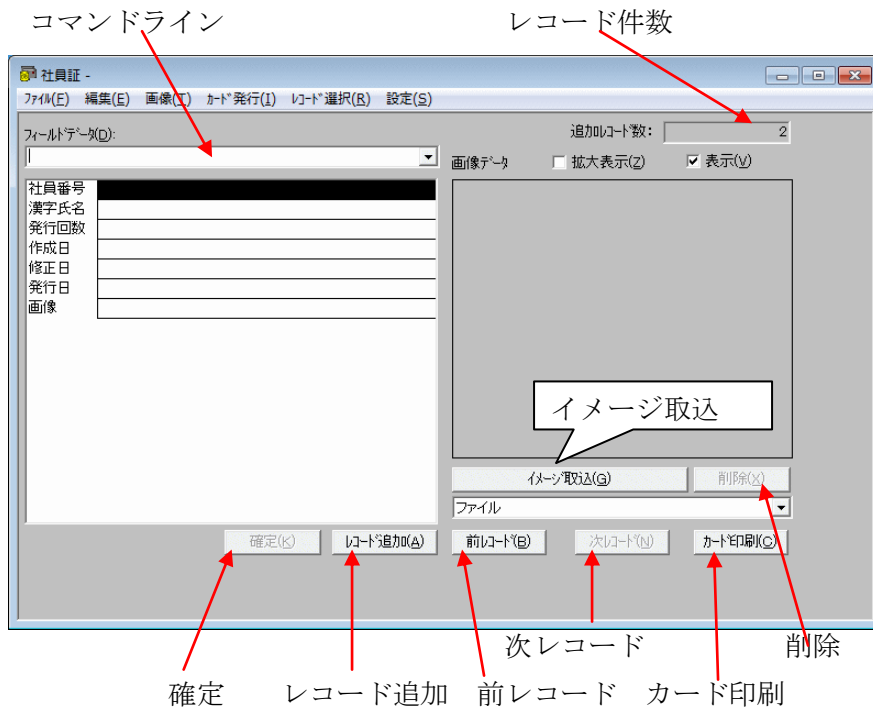 コマンドライン
レコード件数
社員証 -
ファイル(F) 編集(E) 画像(T) カード発行(I) レコード選択(R) 設定(S)
フィールドデータ(D):
追加レコード数: 2
画像データ 拡大表示(Z) 表示(V)
社員番号
漢字氏名
発行回数
作成日
修正日
発行日
画像
イメージ取込
イメージ取込(G) 削除(X)
ファイル
確定(K) レコード追加(A) 前レコード(B) 次レコード(N) カード印刷(C)
次レコード 削除
確定 レコード追加 前レコード カード印刷